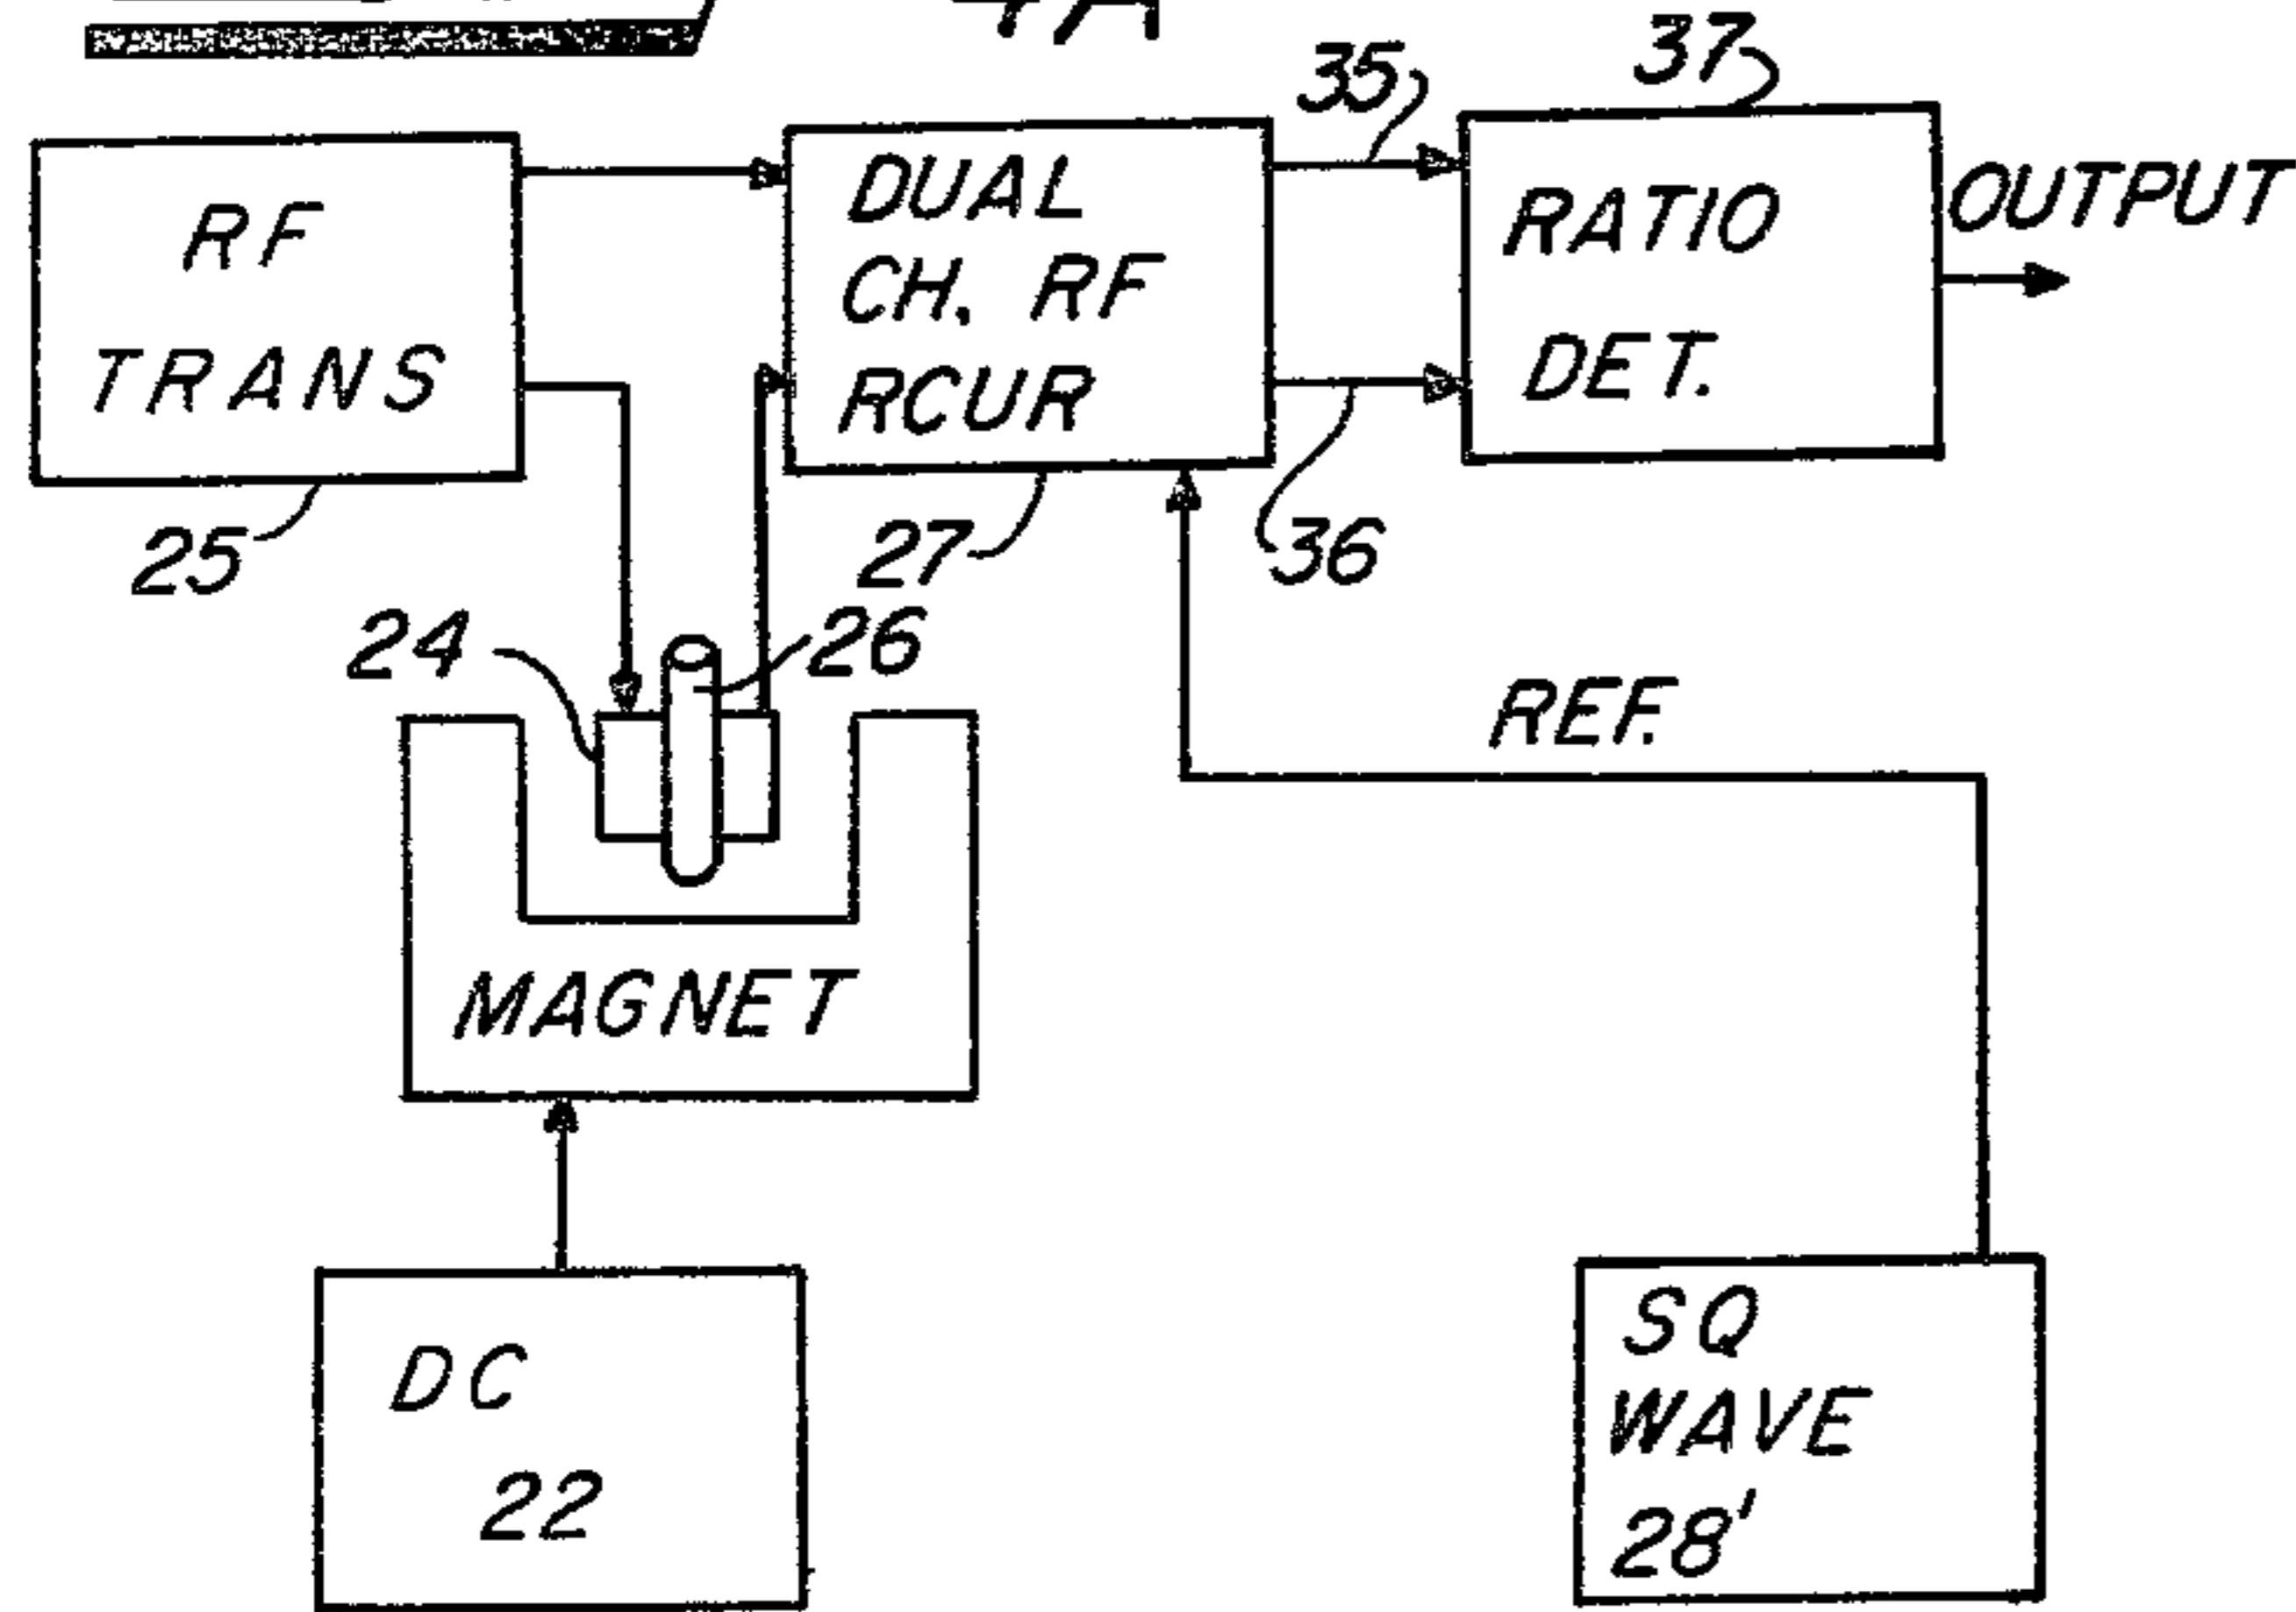 35
37
RF
TRANS
DUAL
CH. RF
RCUR
RATIO
DET.
OUTPUT
25
27
36
24
26
REF.
MAGNET
DC
22
SQ
WAVE
28'